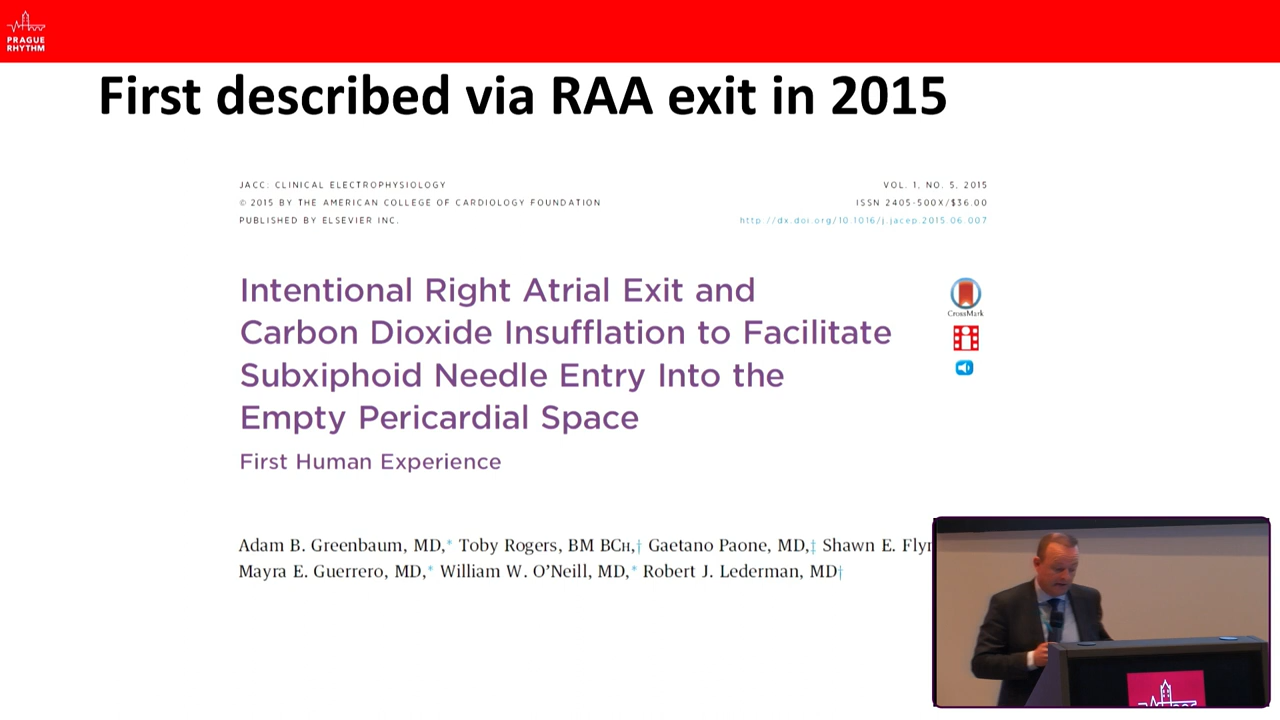 PRAGUE
RHYTHM
First described via RAA exit in 2015
JACC: CLINICAL ELECTROPHYSIOLOGY
VOL. 1, NO. 5, 2015
© 2015 BY THE AMERICAN COLLEGE OF CARDIOLOGY FOUNDATION
ISSN 2405-500X/$36.00
PUBLISHED BY ELSEVIER INC.
http://dx.doi.org/10.1016/j.jacep.2015.06.007
Intentional Right Atrial Exit and
Carbon Dioxide Insufflation to Facilitate
Subxiphoid Needle Entry Into the
Empty Pericardial Space
CrossMark
First Human Experience
Adam B. Greenbaum, MD,* Toby Rogers, BM BCH,† Gaetano Paone, MD,‡ Shawn E.
Mayra E. Guerrero, MD,* William W. O'Neill, MD,* Robert J. Lederman, MD†